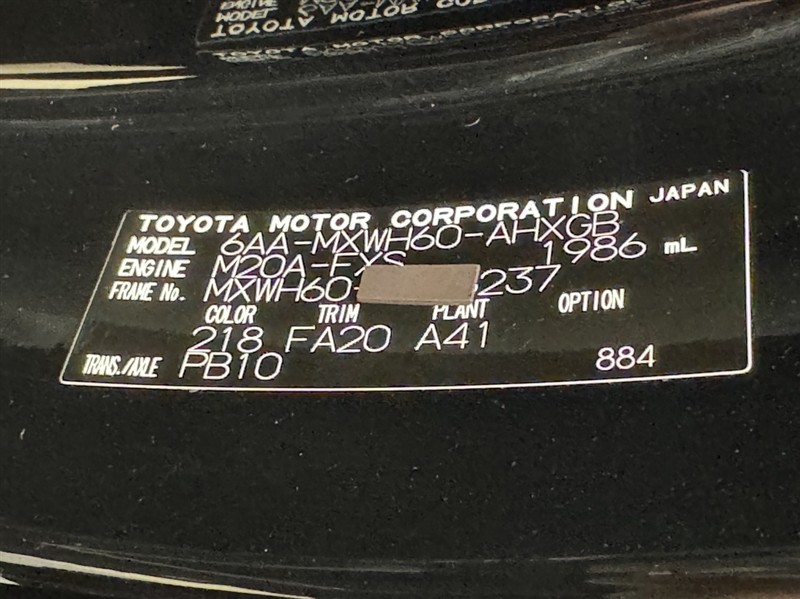 TOYOTA MOTOR CORPORATION JAPAN
MODEL 6AA-MXWH60-AHXGB
ENGINE M20A-FXS 1986 mL
FRAME No. MXWH60- 237
COLOR TRIM PLANT OPTION
218 FA20 A41
TRANS./AXLE PB10 884